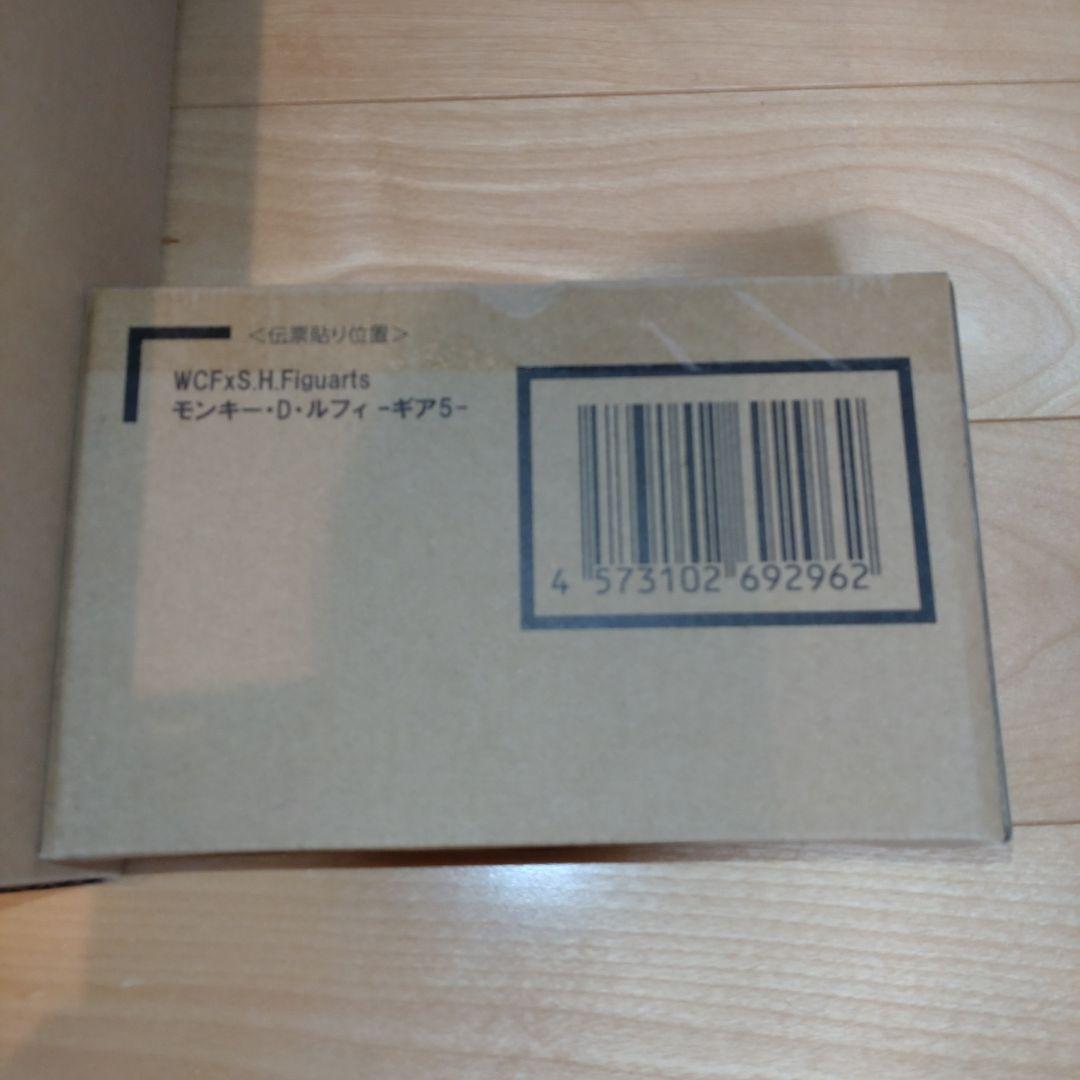 ＜伝票貼り位置＞
WCFxS.H.Figuarts
モンキー・D・ルフィ -ギア5-
4 573102 692962